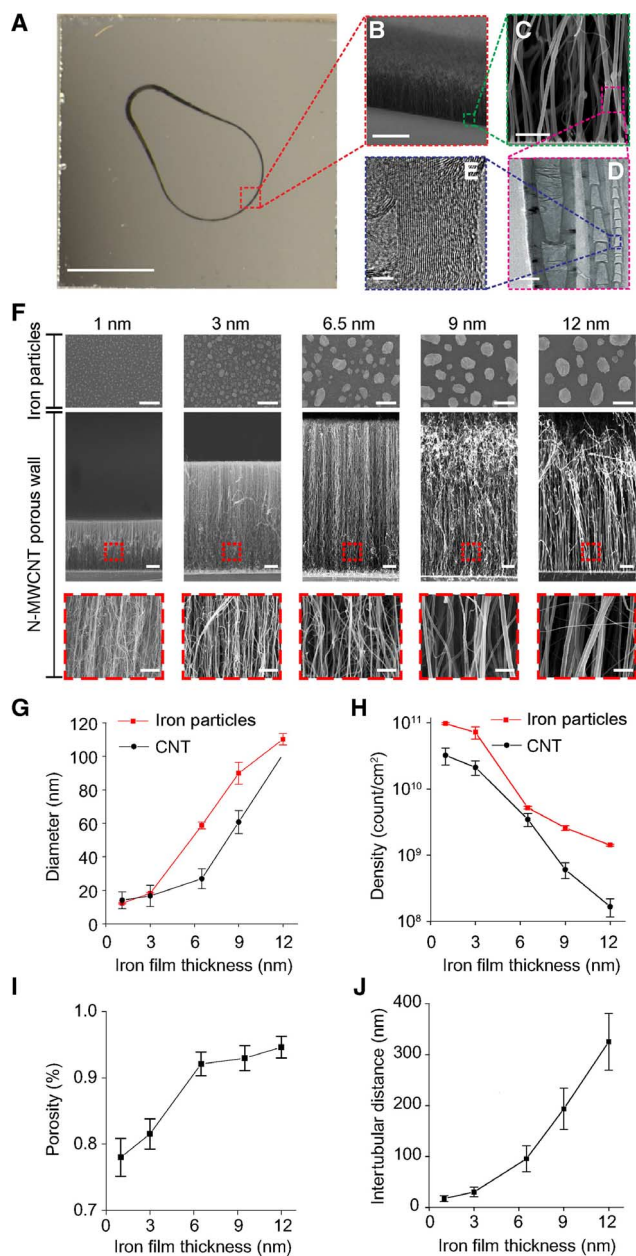 A
B
C
E
D
F
1 nm
3 nm
6.5 nm
9 nm
12 nm
Iron particles
N-MWCNT porous wall
G
Iron particles
CNT
Diameter (nm)
120
100
80
60
40
20
0
0
3
6
9
12
Iron film thickness (nm)
H
Iron particles
CNT
Density (count/cm²)
10¹¹
10¹⁰
10⁹
10⁸
0
3
6
9
12
Iron film thickness (nm)
I
Porosity (%)
1.0
0.9
0.8
0.7
0
3
6
9
12
Iron film thickness (nm)
J
Intertubular distance (nm)
400
300
200
100
0
0
3
6
9
12
Iron film thickness (nm)